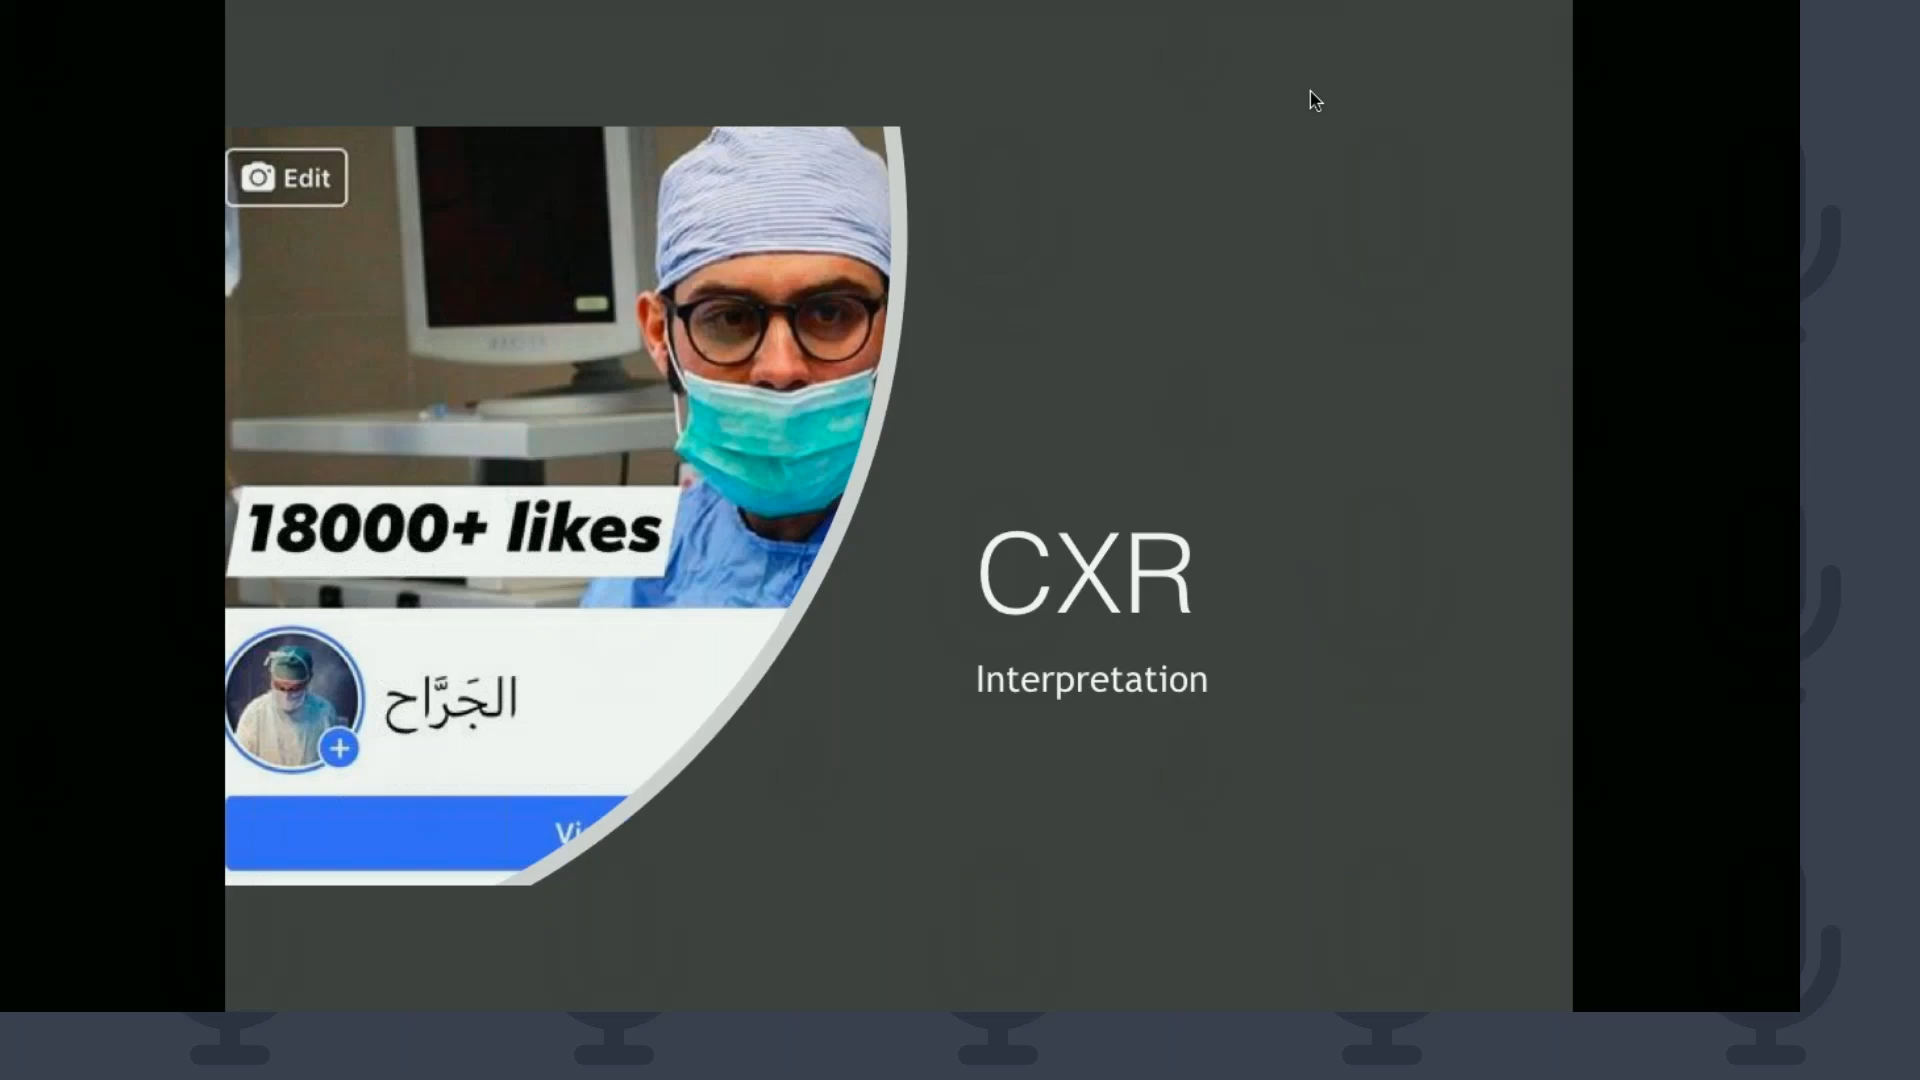 Edit
18000+ likes
الجَرَّاح
CXR
Interpretation